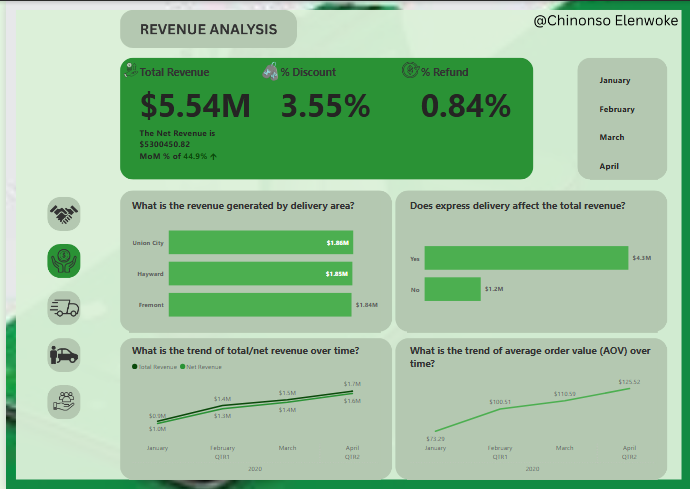 @Chinonso Elenwoke
REVENUE ANALYSIS
Total Revenue
% Discount
% Refund
$5.54M
3.55%
0.84%
The Net Revenue is
$5300450.82
MoM % of 44.9% ↑
January
February
March
April
What is the revenue generated by delivery area?
Union City
$1.86M
Hayward
$1.85M
Fremont
$1.84M
Does express delivery affect the total revenue?
Yes
$4.3M
No
$1.2M
What is the trend of total/net revenue over time?
Total Revenue
Net Revenue
$0.9M
$1.0M
$1.4M
$1.3M
$1.5M
$1.4M
$1.7M
$1.6M
January
February
March
April
Q1R1
Q1R2
2020
What is the trend of average order value (AOV) over
time?
$73.29
$100.51
$110.59
$125.52
January
February
March
April
Q1R1
Q1R2
2020